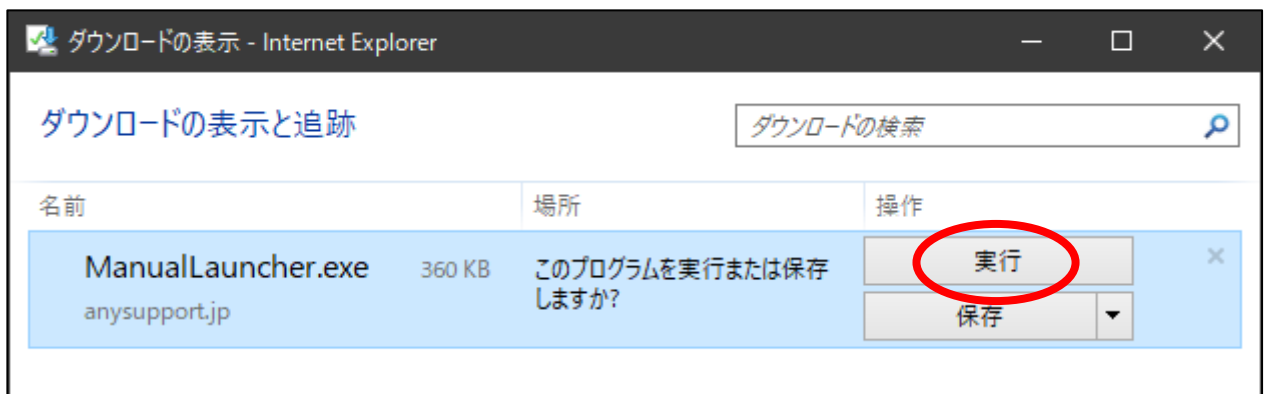 ダウンロードの表示 - Internet Explorer
ダウンロードの表示と追跡
ダウンロードの検索
名前 場所 操作
ManualLauncher.exe 360 KB このプログラムを実行または保存 実行
anysupport.jp しますか? 保存